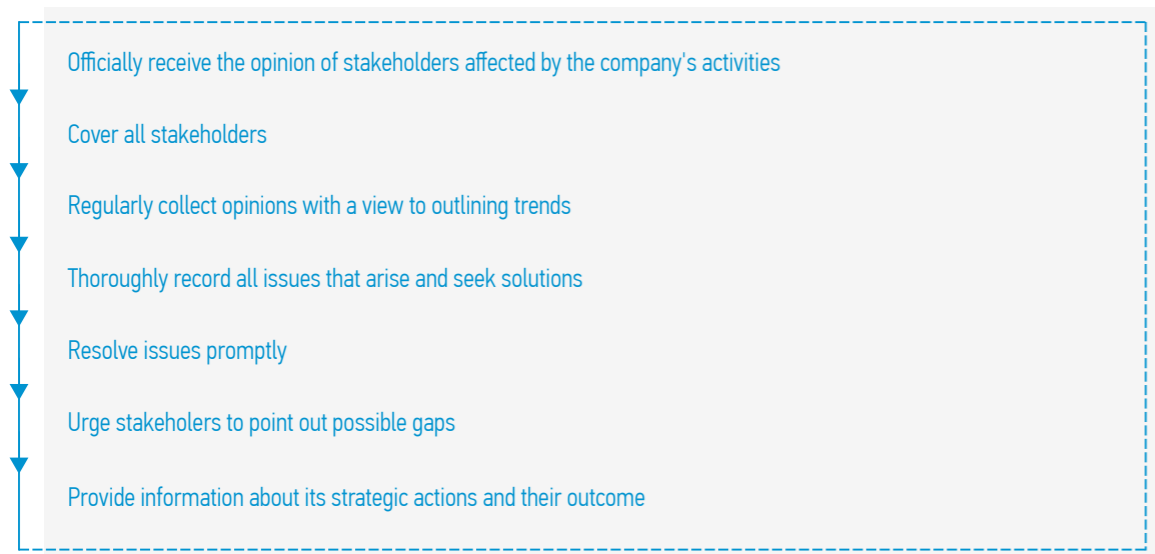 Officially receive the opinion of stakeholders affected by the company's activities
Cover all stakeholders
Regularly collect opinions with a view to outlining trends
Thoroughly record all issues that arise and seek solutions
Resolve issues promptly
Urge stakeholers to point out possible gaps
Provide information about its strategic actions and their outcome